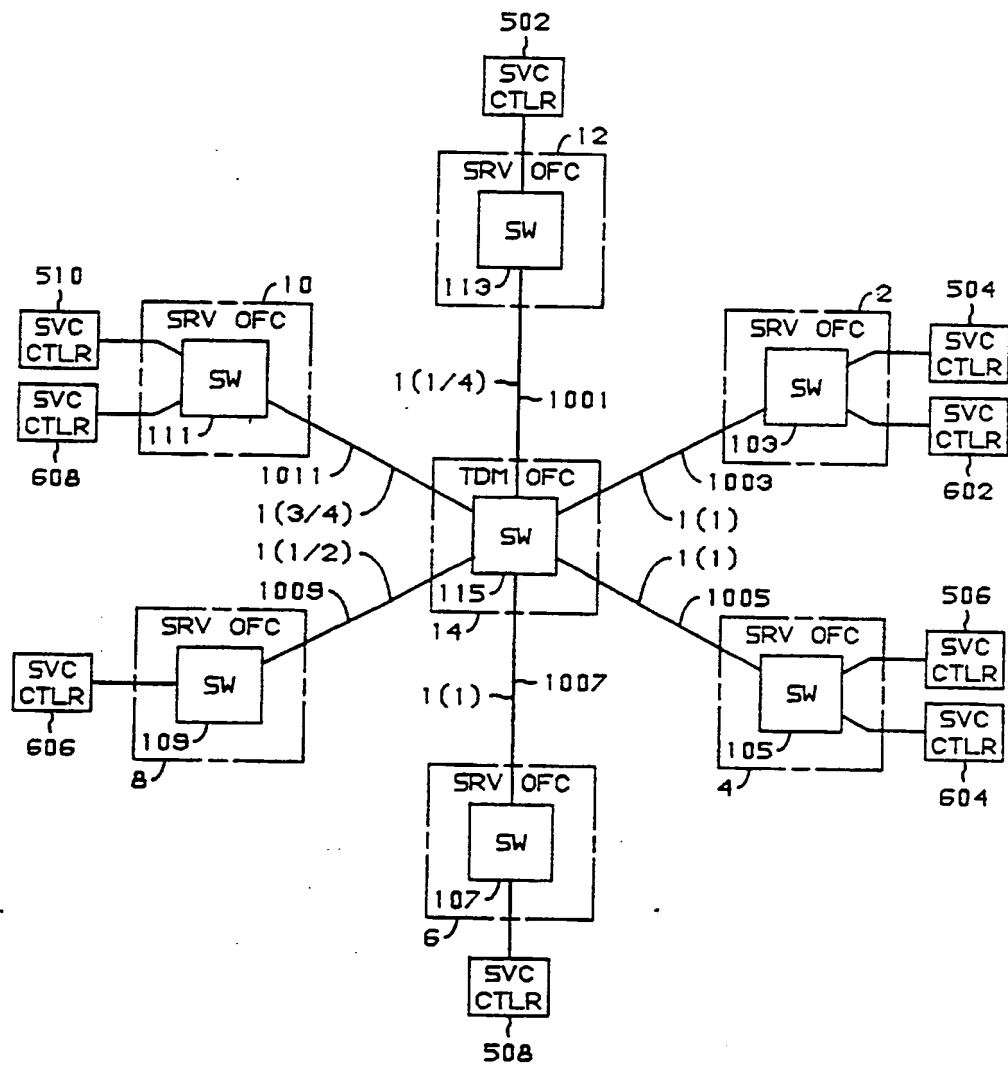 502
SVC
CTLR
12
SRV OFC
SW
113
510
SVC
CTLR
SVC
CTLR
608
10
SRV OFC
SW
111
2
SRV OFC
SW
103
504
SVC
CTLR
SVC
CTLR
602
1(1/4)
1001
1011
1(3/4)
1003
1(1)
TDM OFC
SW
115
14
1(1/2)
1009
1(1)
1005
SRV OFC
SW
109
8
SVC
CTLR
606
1(1)
1007
SRV OFC
SW
105
4
506
SVC
CTLR
SVC
CTLR
604
SRV OFC
SW
107
6
SVC
CTLR
508